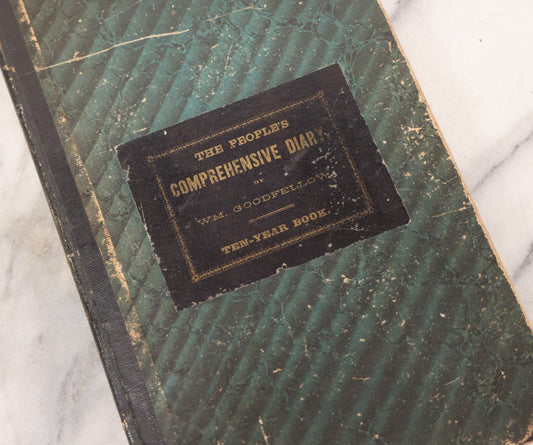 THE PEOPLE'S
COMPREHENSIVE DIARY
BY
WM. GOODFELLOW.
TEN-YEAR BOOK.